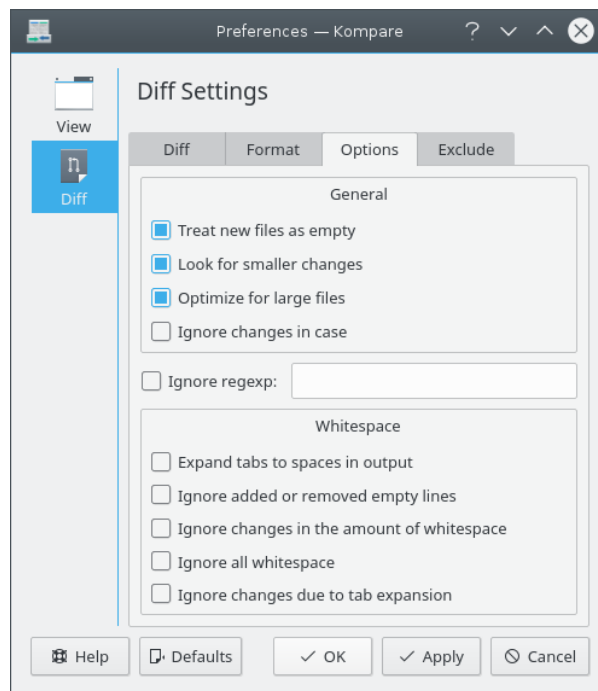 Preferences — Kompare
View
Diff
Diff Settings
Diff Format Options Exclude
General
Treat new files as empty
Look for smaller changes
Optimize for large files
Ignore changes in case
Ignore regexp:
Whitespace
Expand tabs to spaces in output
Ignore added or removed empty lines
Ignore changes in the amount of whitespace
Ignore all whitespace
Ignore changes due to tab expansion
Help Defaults OK Apply Cancel